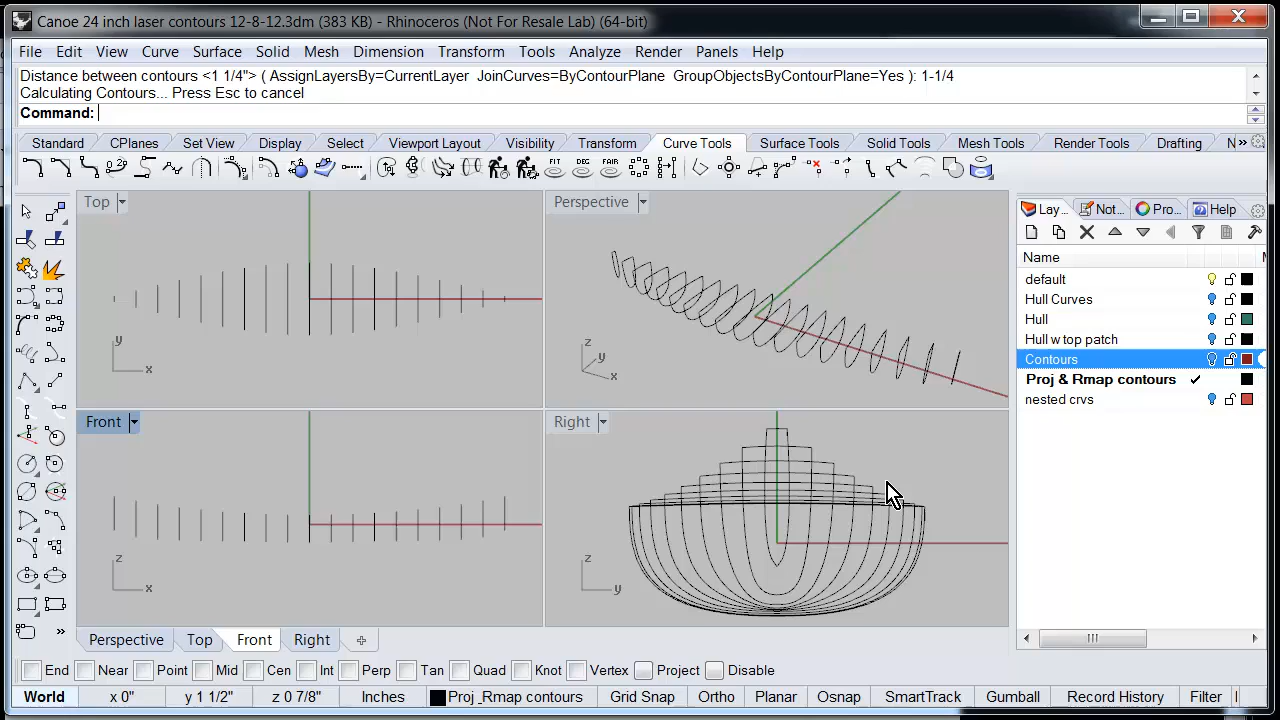 Canoe 24 inch laser contours 12-8-12.3dm (383 KB) - Rhinoceros (Not For Resale Lab) (64-bit)
File Edit View Curve Surface Solid Mesh Dimension Transform Tools Analyze Render Panels Help
Distance between contours <1 1/4"> ( AssignLayersBy=CurrentLayer JoinCurves=ByContourPlane GroupObjectsByContourPlane=Yes ): 1-1/4
Calculating Contours... Press Esc to cancel
Command:
Standard CPlanes Set View Display Select Viewport Layout Visibility Transform Curve Tools Surface Tools Solid Tools Mesh Tools Render Tools Drafting N »
FIT DEC FAIR
Top Perspective
Lay... Not... Pro... Help
Name
default
Hull Curves
Hull
Hull w top patch
Contours
Proj & Rmap contours
nested crvs
y x
z y x
Front Right
z x
z y
»
Perspective Top Front Right
End Near Point Mid Cen Int Perp Tan Quad Knot Vertex Project Disable
World x 0" y 1 1/2" z 0 7/8" Inches Proj _Rmap contours Grid Snap Ortho Planar Osnap SmartTrack Gumball Record History Filter